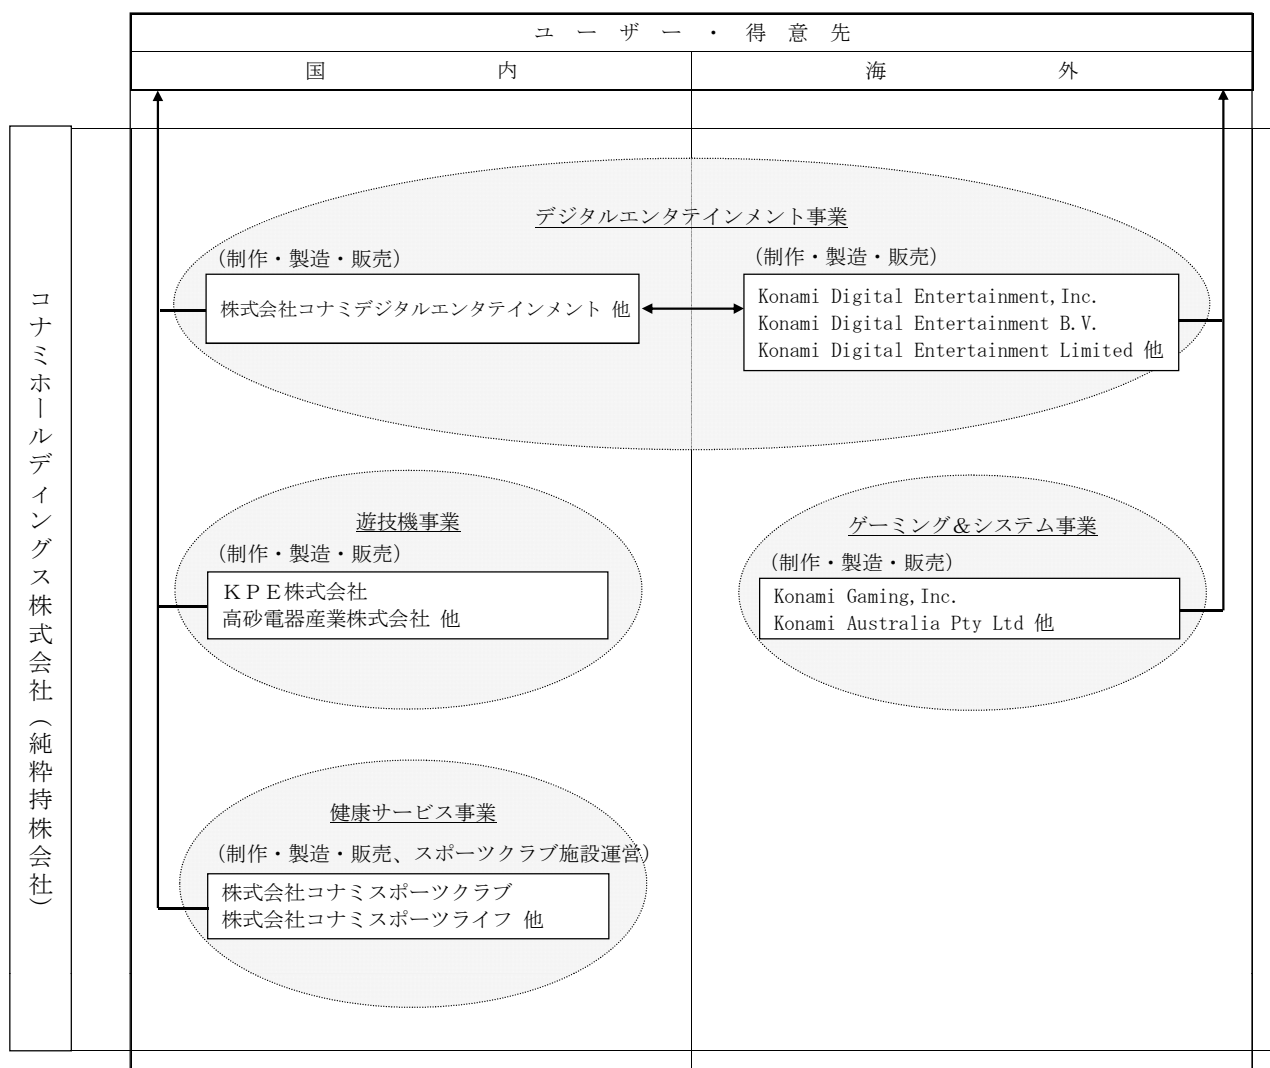 ユーザー・得意先
国内
海外
コナミホールディングス株式会社（純粋持株会社）
デジタルエンタテインメント事業
（制作・製造・販売）
株式会社コナミデジタルエンタテインメント 他
（制作・製造・販売）
Konami Digital Entertainment,Inc.
Konami Digital Entertainment B.V.
Konami Digital Entertainment Limited 他
遊技機事業
（制作・製造・販売）
ＫＰＥ株式会社
高砂電器産業株式会社 他
ゲーミング＆システム事業
（制作・製造・販売）
Konami Gaming,Inc.
Konami Australia Pty Ltd 他
健康サービス事業
（制作・製造・販売、スポーツクラブ施設運営）
株式会社コナミスポーツクラブ
株式会社コナミスポーツライフ 他